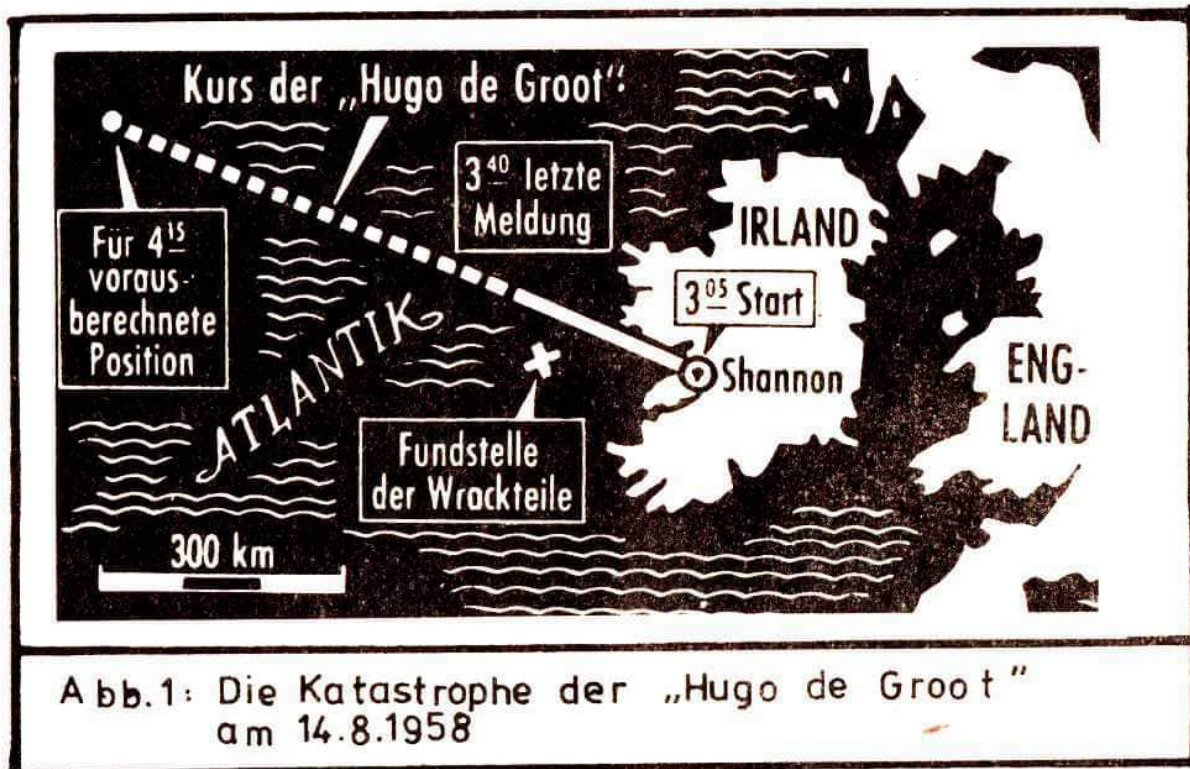 Kurs der „Hugo de Groot“:
3⁴⁰ letzte
Meldung
IRLAND
Für 4¹⁵
voraus-
berechnete
Position
3⁰⁵ Start
Shannon
ATLANTIK
ENG-
LAND
Fundstelle
der Wrackteile
300 km
Abb.1: Die Katastrophe der „Hugo de Groot“
am 14.8.1958